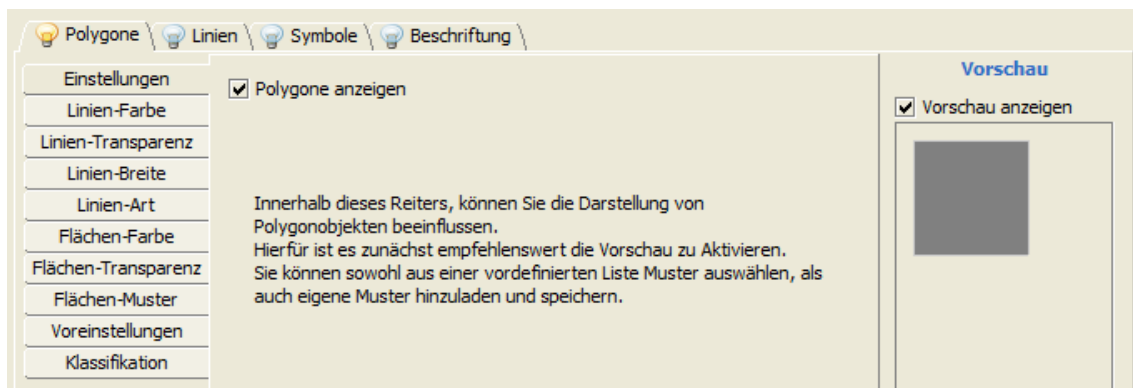 Polygone
Linien
Symbole
Beschriftung
Einstellungen
Linien-Farbe
Linien-Transparenz
Linien-Breite
Linien-Art
Flächen-Farbe
Flächen-Transparenz
Flächen-Muster
Voreinstellungen
Klassifikation
Polygone anzeigen
Innerhalb dieses Reiters, können Sie die Darstellung von
Polygonobjekten beeinflussen.
Hierfür ist es zunächst empfehlenswert die Vorschau zu Aktivieren.
Sie können sowohl aus einer vordefinierten Liste Muster auswählen, als
auch eigene Muster hinzuladen und speichern.
Vorschau
Vorschau anzeigen